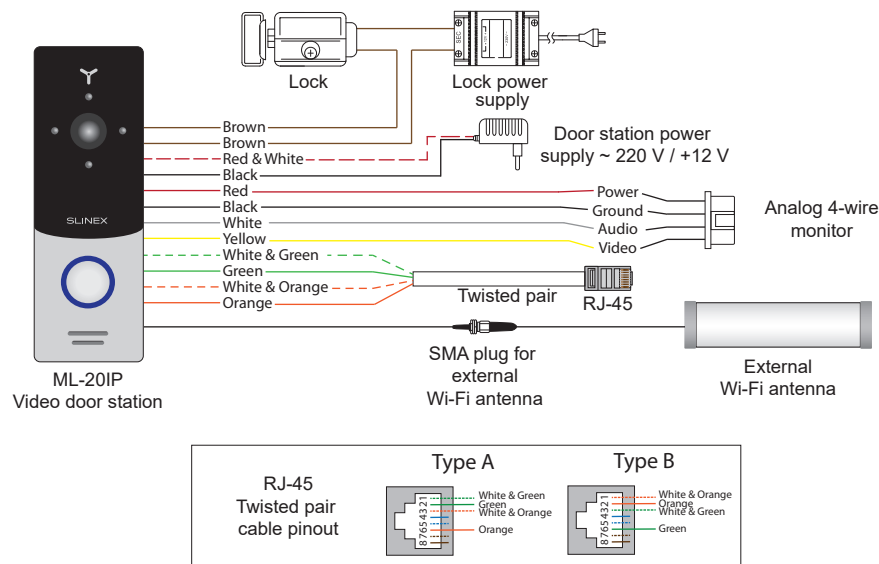 Lock
Lock power
supply
SEC
~220V~
Door station power
supply ~ 220 V / +12 V
Brown
Brown
Red & White
Black
Red
Black
White
Yellow
White & Green
Green
White & Orange
Orange
Power
Ground
Audio
Video
Analog 4-wire
monitor
SLINEX
Twisted pair
RJ-45
SMA plug for
external
Wi-Fi antenna
External
Wi-Fi antenna
ML-20IP
Video door station
RJ-45
Twisted pair
cable pinout
Type A
87654321
White & Green
Green
White & Orange
Orange
Type B
87654321
White & Orange
Orange
White & Green
Green